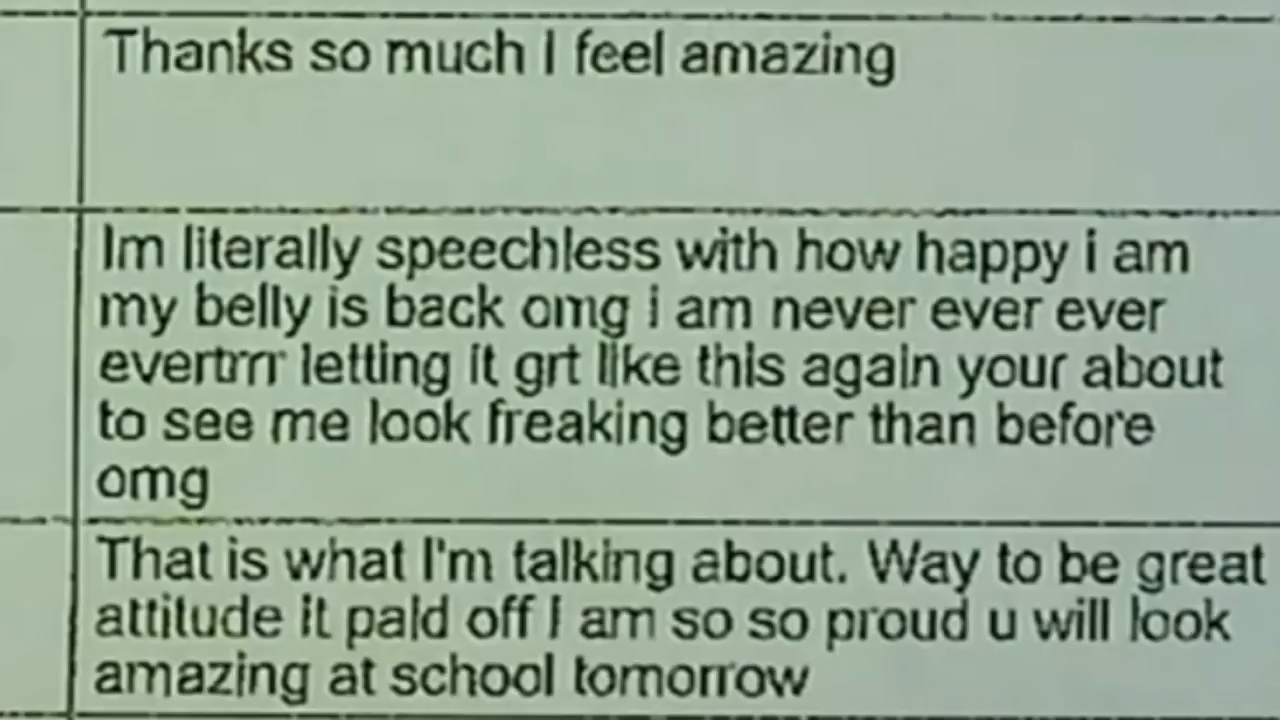 Thanks so much I feel amazing
Im literally speechless with how happy i am
my belly is back omg i am never ever ever
evertrrr letting it grt like this again your about
to see me look freaking better than before
omg
That is what I'm talking about. Way to be great
attitude it paid off I am so so proud u will look
amazing at school tomorrow